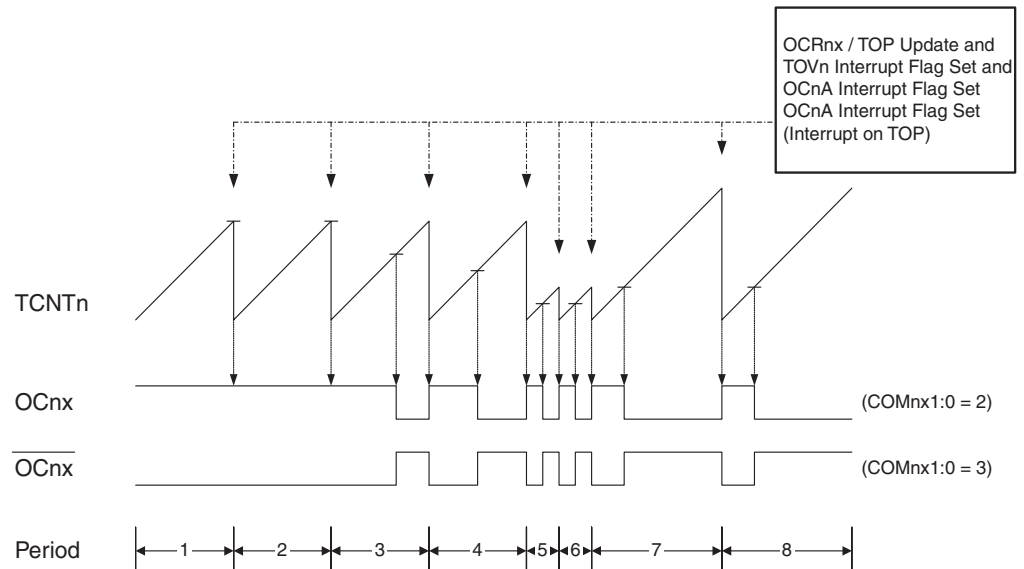 OCRnx / TOP Update and
TOVn Interrupt Flag Set and
OCnA Interrupt Flag Set
OCnA Interrupt Flag Set
(Interrupt on TOP)
TCNTn
OCnx
(COMnx1:0 = 2)
OCnx
(COMnx1:0 = 3)
Period 1 2 3 4 5 6 7 8